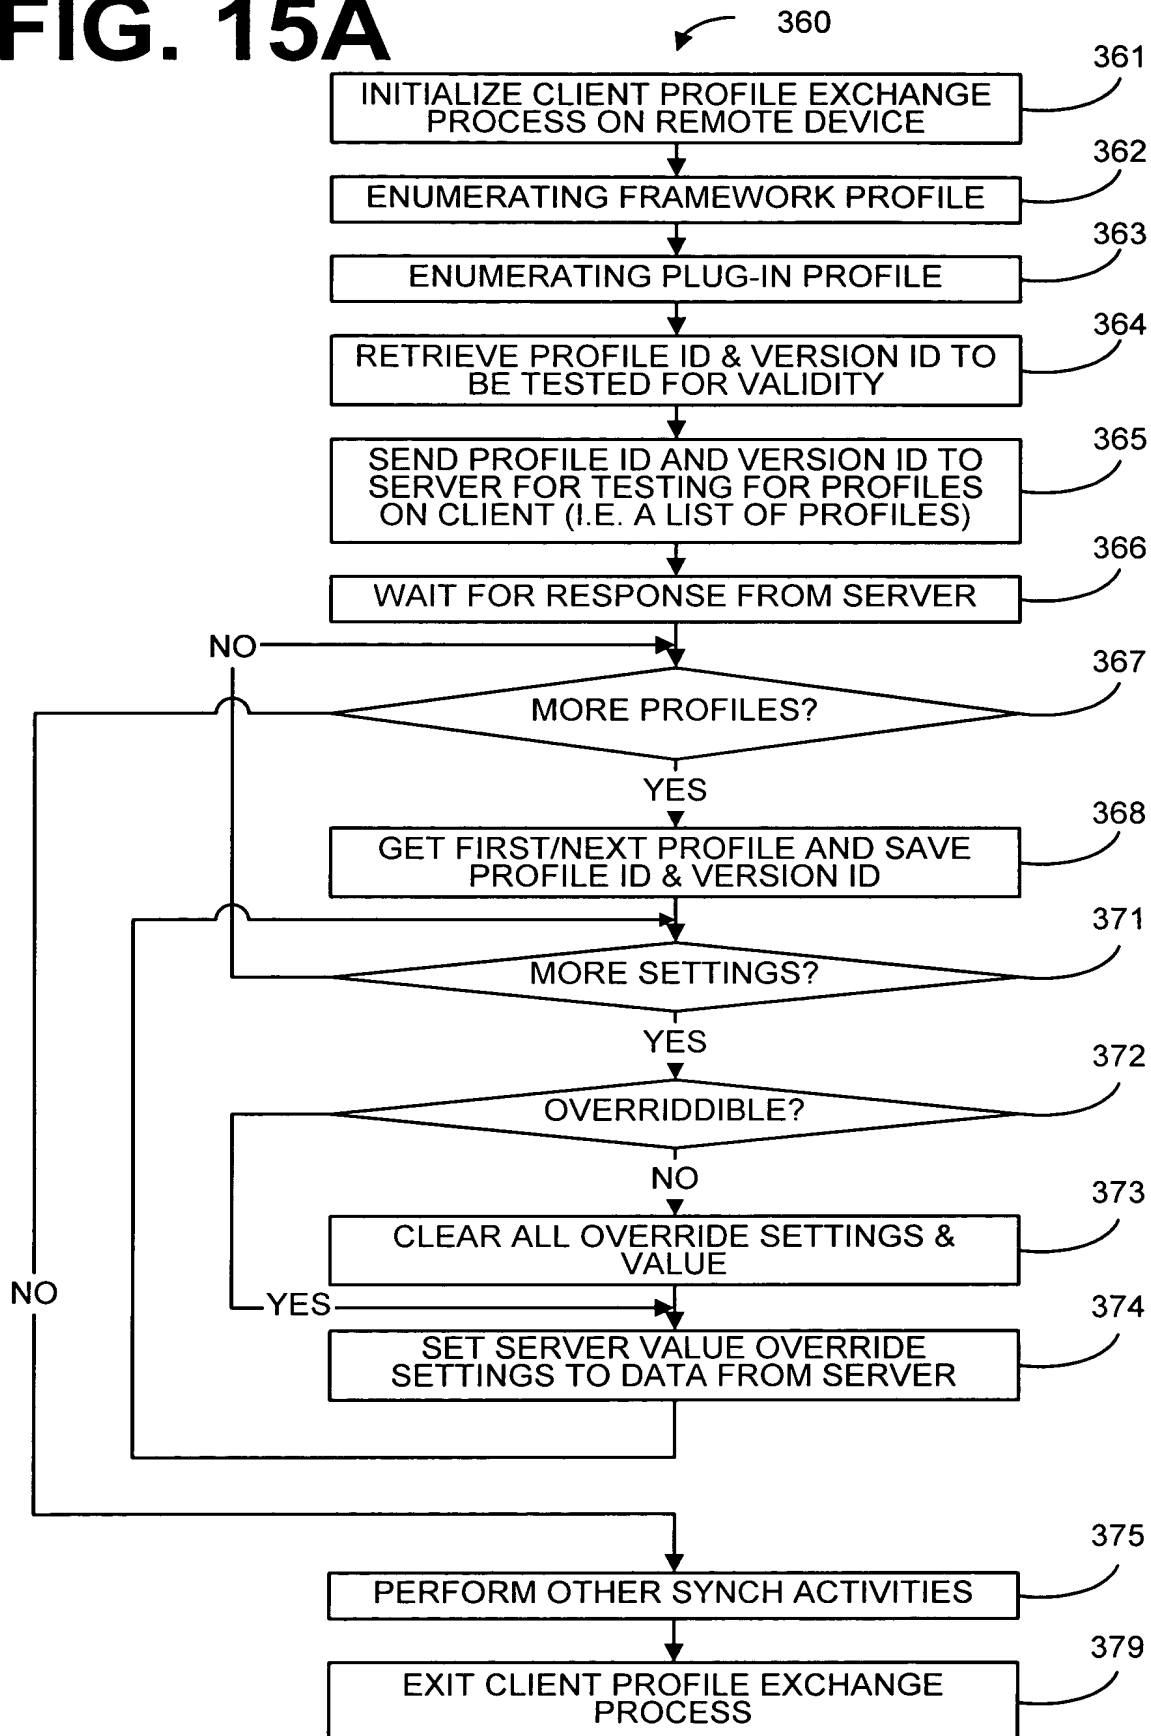 FIG. 15A
360
361
INITIALIZE CLIENT PROFILE EXCHANGE
PROCESS ON REMOTE DEVICE
362
ENUMERATING FRAMEWORK PROFILE
363
ENUMERATING PLUG-IN PROFILE
364
RETRIEVE PROFILE ID & VERSION ID TO
BE TESTED FOR VALIDITY
365
SEND PROFILE ID AND VERSION ID TO
SERVER FOR TESTING FOR PROFILES
ON CLIENT (I.E. A LIST OF PROFILES)
366
WAIT FOR RESPONSE FROM SERVER
NO
367
MORE PROFILES?
YES
368
GET FIRST/NEXT PROFILE AND SAVE
PROFILE ID & VERSION ID
371
MORE SETTINGS?
YES
372
OVERRIDDIBLE?
NO
373
CLEAR ALL OVERRIDE SETTINGS &
VALUE
NO
YES
374
SET SERVER VALUE OVERRIDE
SETTINGS TO DATA FROM SERVER
375
PERFORM OTHER SYNCH ACTIVITIES
379
EXIT CLIENT PROFILE EXCHANGE
PROCESS